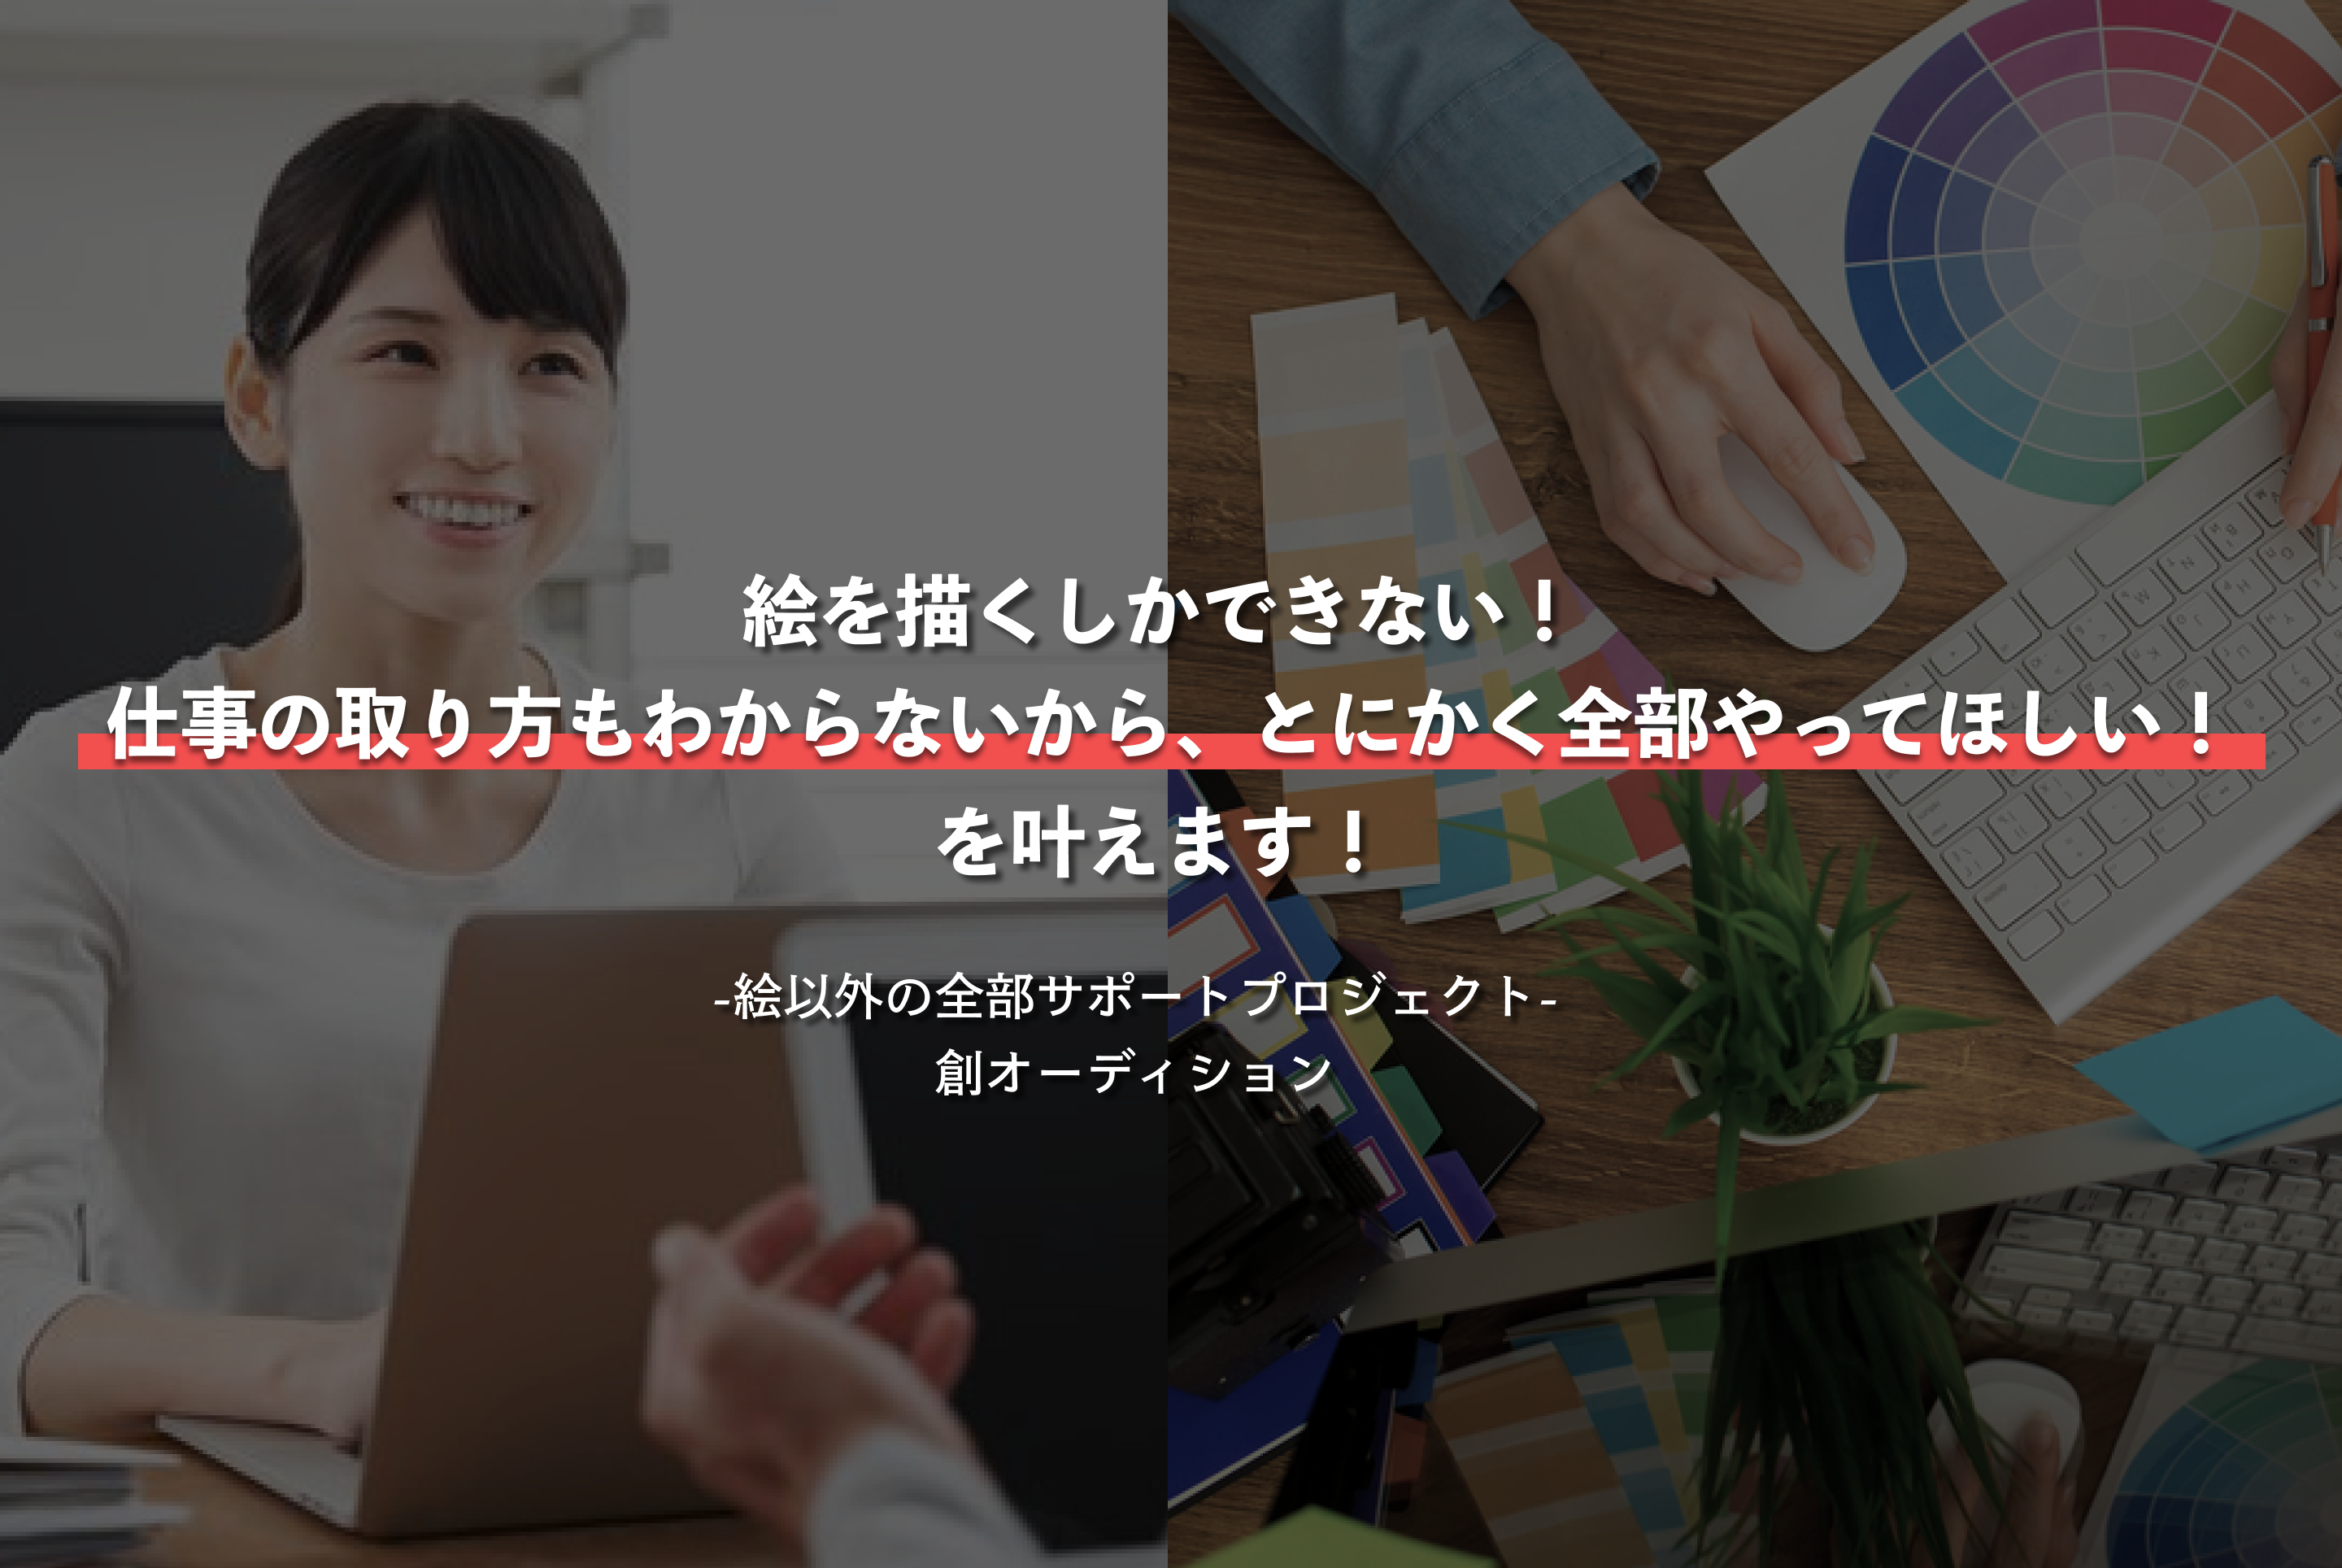 絵を描くしかできない！
仕事の取り方もわからないから、とにかく全部やってほしい！
を叶えます！
-絵以外の全部サポートプロジェクト-
創オーディション